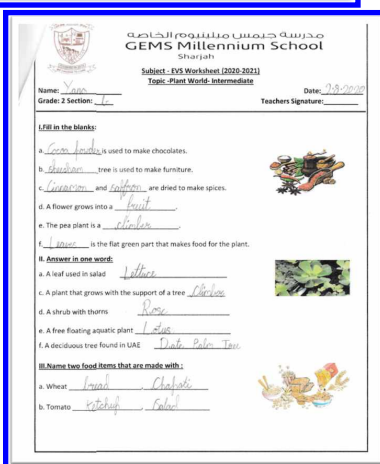 مدرسة جيمس ميلينيوم الخاصة
GEMS Millennium School
Sharjah
Subject - EVS Worksheet (2020-2021)
Topic -Plant World- Intermediate
Name: Yann Date: 7-9-2020
Grade: 2 Section: G Teachers Signature:
I.Fill in the blanks:
a. Cocoa powder is used to make chocolates.
b. Sheesham tree is used to make furniture.
c. Cinnamon and saffron are dried to make spices.
d. A flower grows into a fruit.
e. The pea plant is a climber.
f. Leave is the flat green part that makes food for the plant.
II. Answer in one word:
a. A leaf used in salad Lettuce
c. A plant that grows with the support of a tree Climber
d. A shrub with thorns Rose
e. A free floating aquatic plant Lotus
f. A deciduous tree found in UAE Date Palm Tree
III.Name two food items that are made with :
a. Wheat bread, Chapati
b. Tomato Ketchup, Salad